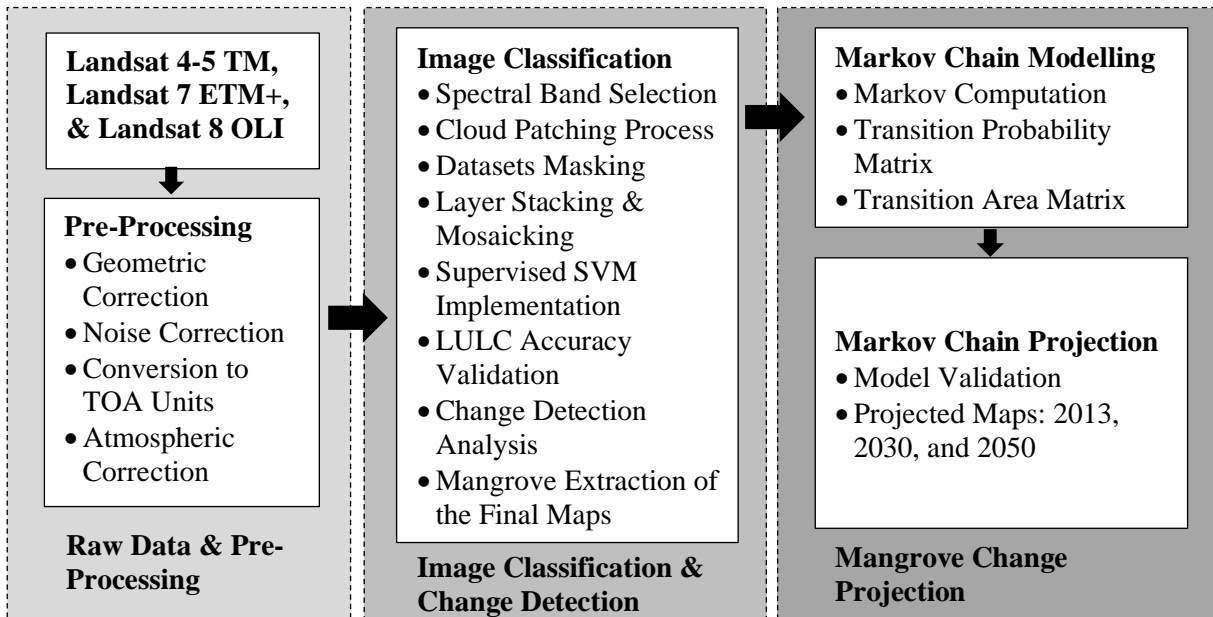 Landsat 4-5 TM,
Landsat 7 ETM+,
& Landsat 8 OLI
Pre-Processing
• Geometric
Correction
• Noise Correction
• Conversion to
TOA Units
• Atmospheric
Correction
Raw Data & Pre-
Processing
Image Classification
• Spectral Band Selection
• Cloud Patching Process
• Datasets Masking
• Layer Stacking &
Mosaicking
• Supervised SVM
Implementation
• LULC Accuracy
Validation
• Change Detection
Analysis
• Mangrove Extraction of
the Final Maps
Image Classification &
Change Detection
Markov Chain Modelling
• Markov Computation
• Transition Probability
Matrix
• Transition Area Matrix
Markov Chain Projection
• Model Validation
• Projected Maps: 2013,
2030, and 2050
Mangrove Change
Projection